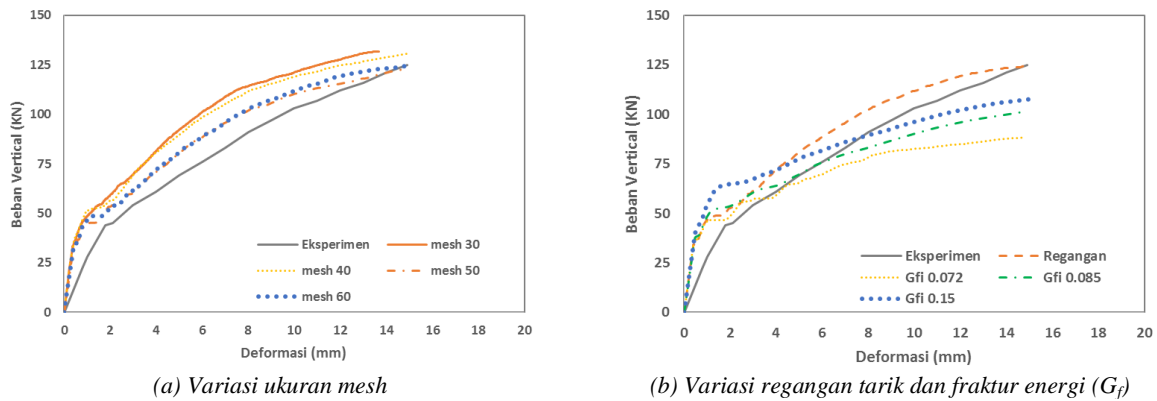 150
125
100
75
50
25
0
Beban Vertical (KN)
Eksperimen
mesh 30
mesh 40
mesh 50
mesh 60
0 2 4 6 8 10 12 14 16 18 20
Deformasi (mm)
(a) Variasi ukuran mesh
150
125
100
75
50
25
0
Beban Vertical (KN)
Eksperimen
Regangan
Gfi 0.072
Gfi 0.085
Gfi 0.15
0 2 4 6 8 10 12 14 16 18 20
Deformasi (mm)
(b) Variasi regangan tarik dan fraktur energi (Gf)